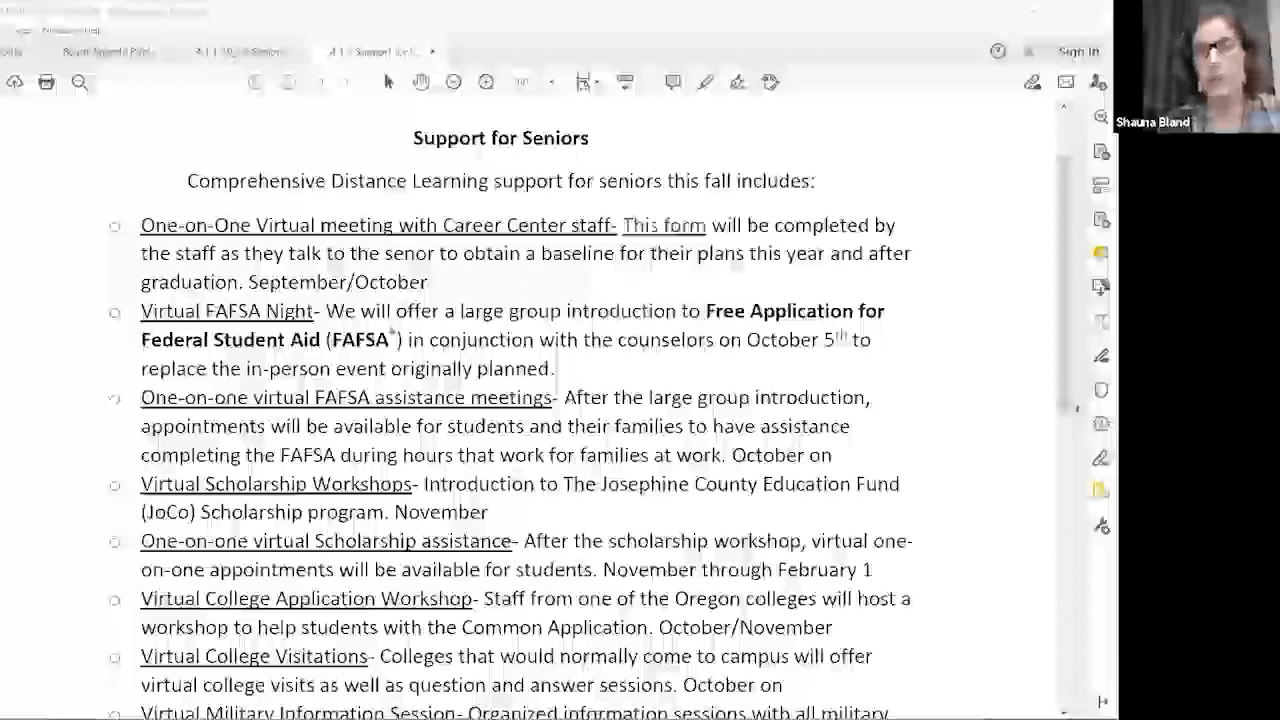 Sign In
Shauna Bland
Support for Seniors
Comprehensive Distance Learning support for seniors this fall includes:
One-on-One Virtual meeting with Career Center staff- This form will be completed by
the staff as they talk to the senor to obtain a baseline for their plans this year and after
graduation. September/October
Virtual FAFSA Night- We will offer a large group introduction to Free Application for
Federal Student Aid (FAFSA®) in conjunction with the counselors on October 5th to
replace the in-person event originally planned.
One-on-one virtual FAFSA assistance meetings- After the large group introduction,
appointments will be available for students and their families to have assistance
completing the FAFSA during hours that work for families at work. October on
Virtual Scholarship Workshops- Introduction to The Josephine County Education Fund
(JoCo) Scholarship program. November
One-on-one virtual Scholarship assistance- After the scholarship workshop, virtual one-
on-one appointments will be available for students. November through February 1
Virtual College Application Workshop- Staff from one of the Oregon colleges will host a
workshop to help students with the Common Application. October/November
Virtual College Visitations- Colleges that would normally come to campus will offer
virtual college visits as well as question and answer sessions. October on
Virtual Military Information Session- Organized information sessions with all military